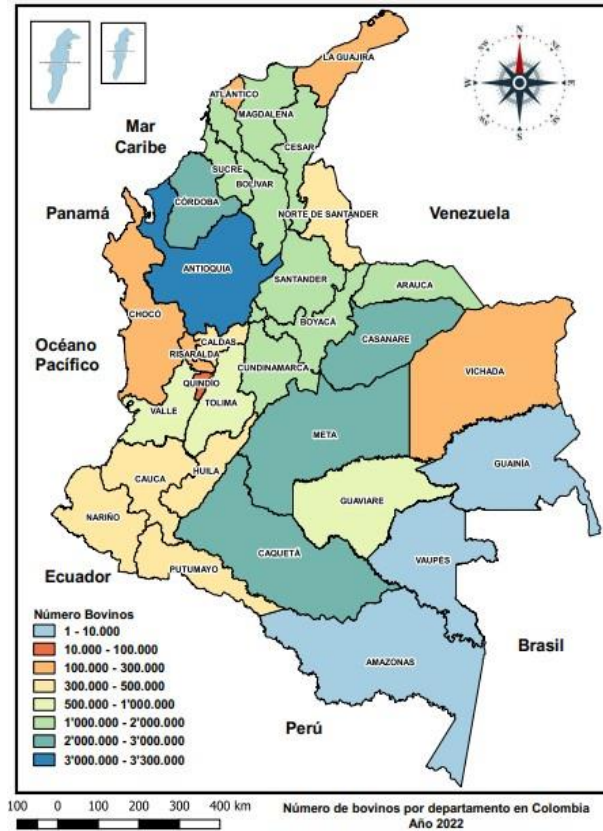 N
NE
E
SE
S
SW
W
NW
LA GUAJIRA
ATLÁNTICO
MAGDALENA
Mar
Caribe
CESAR
SUCRE
BOLÍVAR
CÓRDOBA
Panamá
NORTE DE SANTANDER
Venezuela
ANTIOQUIA
SANTANDER
ARAUCA
CHOCÓ
BOYACÁ
Océano
Pacífico
CALDAS
CASANARE
RISARALDA
CUNDINAMARCA
VICHADA
QUINDÍO
TOLIMA
VALLE
META
GUAINÍA
HUILA
CAUCA
GUAVIARE
NARIÑO
CAQUETÁ
VAUPÉS
PUTUMAYO
Ecuador
Número Bovinos
1 - 10.000
10.000 - 100.000
100.000 - 300.000
300.000 - 500.000
500.000 - 1'000.000
1'000.000 - 2'000.000
2'000.000 - 3'000.000
3'000.000 - 3'300.000
Brasil
AMAZONAS
Perú
100 0 100 200 300 400 km
Número de bovinos por departamento en Colombia
Año 2022